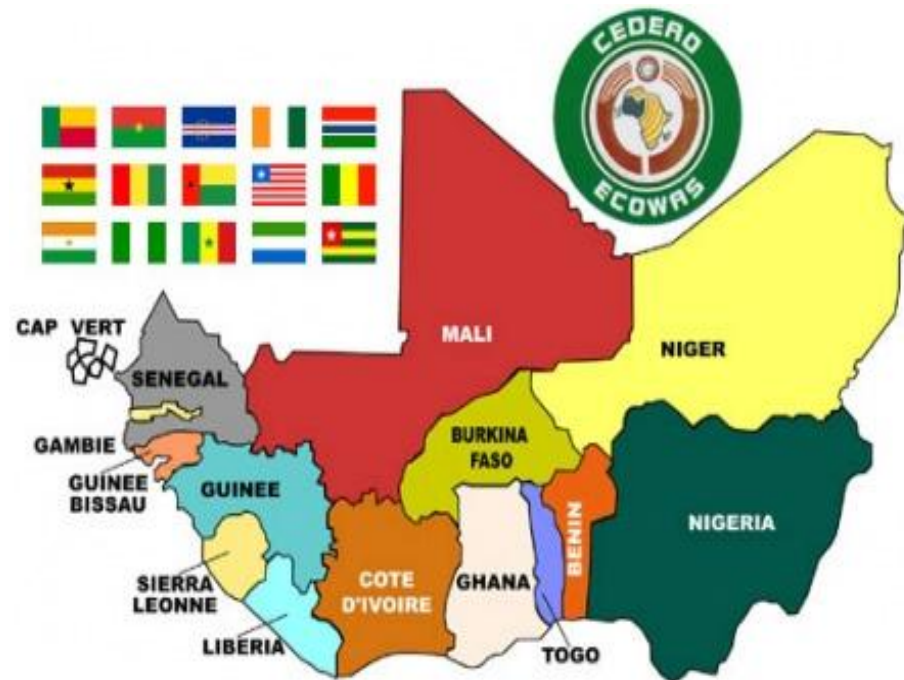 CEDEAO
ECOWAS
CAP VERT
MALI
NIGER
SENEGAL
GAMBIE
BURKINA
FASO
GUINEE
BISSAU
GUINEE
NIGERIA
BENIN
SIERRA
LEONNE
COTE
D'IVOIRE
GHANA
LIBERIA
TOGO